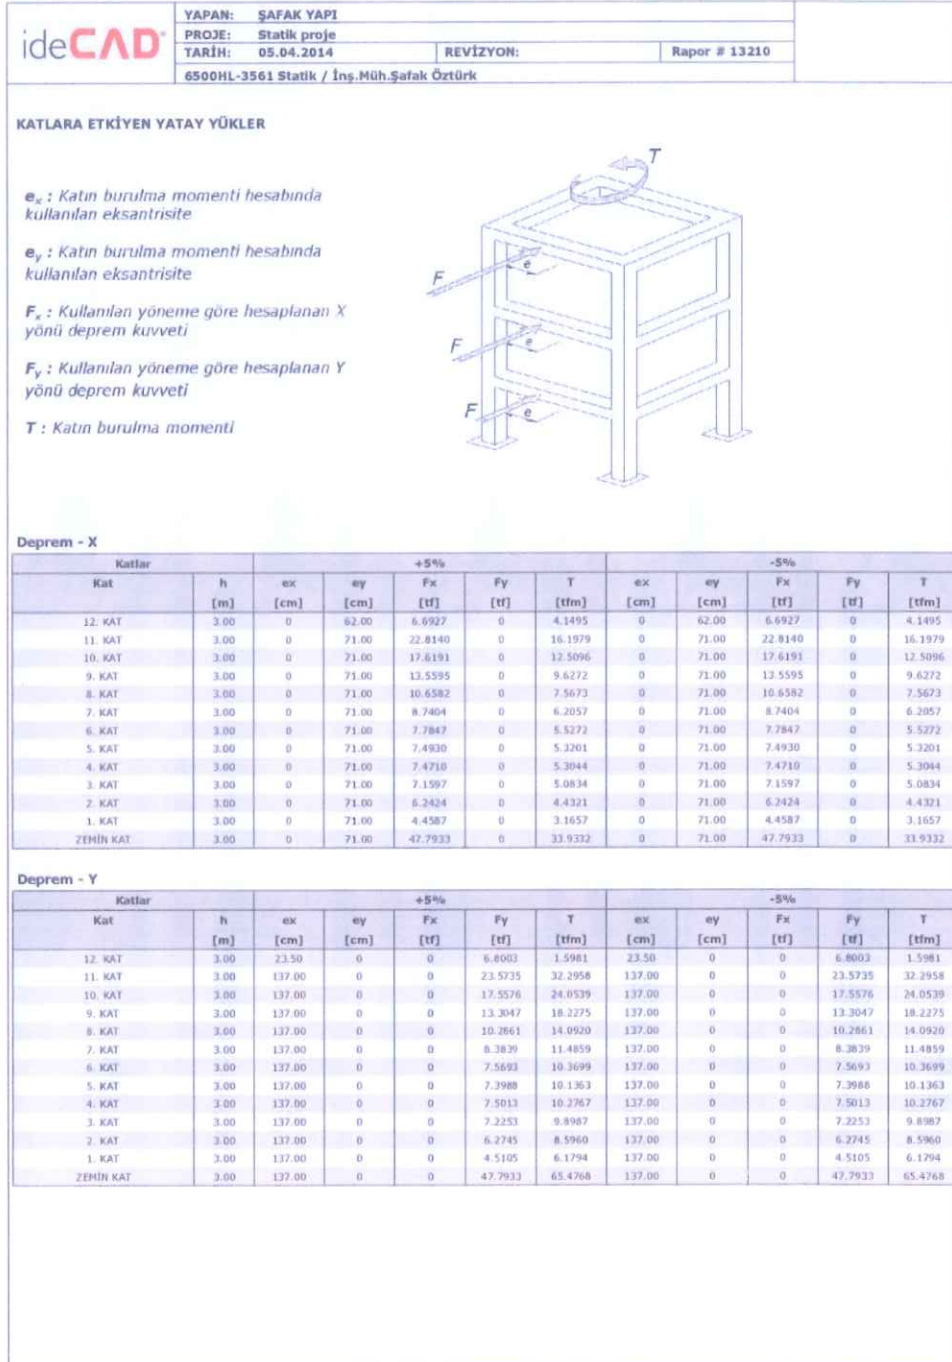 ideCAD®
YAPAN: ŞAFAK YAPI
PROJE: Statik proje
TARİH: 05.04.2014 REVİZYON: Rapor # 13210
6500HL-3561 Statik / İnş.Müh.Şafak Öztürk
KATLARA ETKİYEN YATAY YÜKLER
ex : Katın burulma momenti hesabında
kullanılan eksantrisite
ey : Katın burulma momenti hesabında
kullanılan eksantrisite
Fx : Kullanılan yöneme göre hesaplanan X
yönü deprem kuvveti
Fy : Kullanılan yöneme göre hesaplanan Y
yönü deprem kuvveti
T : Katın burulma momenti
T
F e
F e
F e
Deprem - X
Katlar +5% -5%
Kat h ex ey Fx Fy T ex ey Fx Fy T
[m] [cm] [cm] [tf] [tf] [tfm] [cm] [cm] [tf] [tf] [tfm]
12. KAT 3.00 0 62.00 6.6927 0 4.1495 0 62.00 6.6927 0 4.1495
11. KAT 3.00 0 71.00 22.8140 0 16.1979 0 71.00 22.8140 0 16.1979
10. KAT 3.00 0 71.00 17.6191 0 12.5096 0 71.00 17.6191 0 12.5096
9. KAT 3.00 0 71.00 13.5595 0 9.6272 0 71.00 13.5595 0 9.6272
8. KAT 3.00 0 71.00 10.6582 0 7.5673 0 71.00 10.6582 0 7.5673
7. KAT 3.00 0 71.00 8.7404 0 6.2057 0 71.00 8.7404 0 6.2057
6. KAT 3.00 0 71.00 7.7847 0 5.5272 0 71.00 7.7847 0 5.5272
5. KAT 3.00 0 71.00 7.4930 0 5.3201 0 71.00 7.4930 0 5.3201
4. KAT 3.00 0 71.00 7.4710 0 5.3044 0 71.00 7.4710 0 5.3044
3. KAT 3.00 0 71.00 7.1597 0 5.0834 0 71.00 7.1597 0 5.0834
2. KAT 3.00 0 71.00 6.2424 0 4.4321 0 71.00 6.2424 0 4.4321
1. KAT 3.00 0 71.00 4.4587 0 3.1657 0 71.00 4.4587 0 3.1657
ZEMİN KAT 3.00 0 71.00 47.7933 0 33.9332 0 71.00 47.7933 0 33.9332
Deprem - Y
Katlar +5% -5%
Kat h ex ey Fx Fy T ex ey Fx Fy T
[m] [cm] [cm] [tf] [tf] [tfm] [cm] [cm] [tf] [tf] [tfm]
12. KAT 3.00 23.50 0 0 6.8003 1.5981 23.50 0 0 6.8003 1.5981
11. KAT 3.00 137.00 0 0 23.5735 32.2958 137.00 0 0 23.5735 32.2958
10. KAT 3.00 137.00 0 0 17.5576 24.0539 137.00 0 0 17.5576 24.0539
9. KAT 3.00 137.00 0 0 13.3047 18.2275 137.00 0 0 13.3047 18.2275
8. KAT 3.00 137.00 0 0 10.2861 14.0920 137.00 0 0 10.2861 14.0920
7. KAT 3.00 137.00 0 0 8.3839 11.4859 137.00 0 0 8.3839 11.4859
6. KAT 3.00 137.00 0 0 7.5693 10.3699 137.00 0 0 7.5693 10.3699
5. KAT 3.00 137.00 0 0 7.3988 10.1363 137.00 0 0 7.3988 10.1363
4. KAT 3.00 137.00 0 0 7.5013 10.2767 137.00 0 0 7.5013 10.2767
3. KAT 3.00 137.00 0 0 7.2253 9.8987 137.00 0 0 7.2253 9.8987
2. KAT 3.00 137.00 0 0 6.2745 8.5960 137.00 0 0 6.2745 8.5960
1. KAT 3.00 137.00 0 0 4.5105 6.1794 137.00 0 0 4.5105 6.1794
ZEMİN KAT 3.00 137.00 0 0 47.7933 65.4768 137.00 0 0 47.7933 65.4768